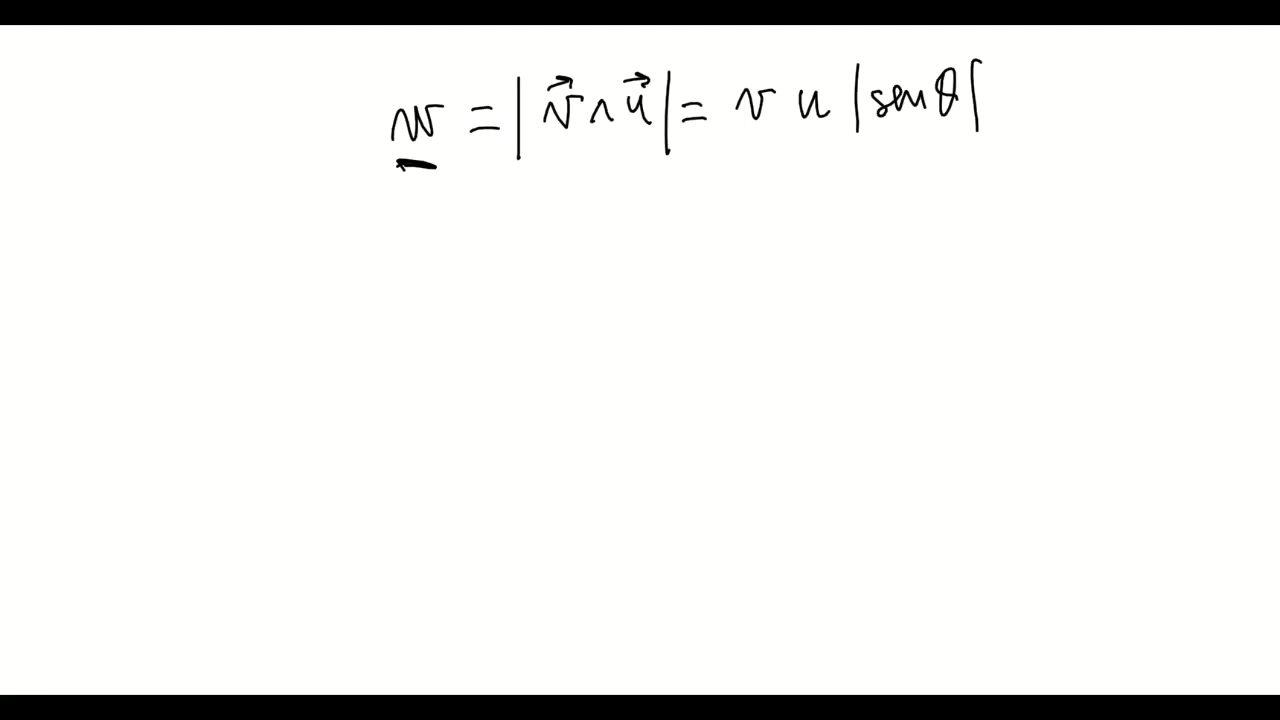 w = |v⃗ ∧ u⃗| = v u |sen θ|